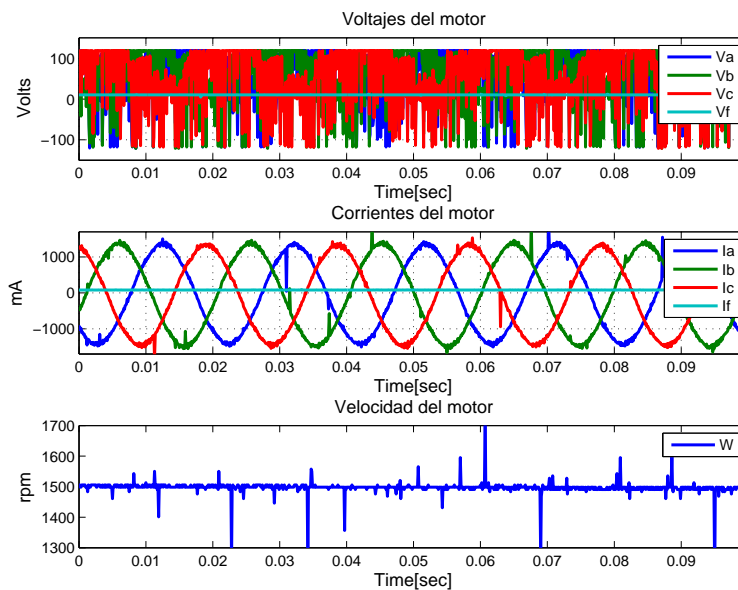 Voltajes del motor
Volts
100
0
−100
Va
Vb
Vc
Vf
0 0.01 0.02 0.03 0.04 0.05 0.06 0.07 0.08 0.09
Time[sec]
Corrientes del motor
mA
1000
0
−1000
Ia
Ib
Ic
If
0 0.01 0.02 0.03 0.04 0.05 0.06 0.07 0.08 0.09
Time[sec]
Velocidad del motor
rpm
1700
1600
1500
1400
1300
W
0 0.01 0.02 0.03 0.04 0.05 0.06 0.07 0.08 0.09
Time[sec]